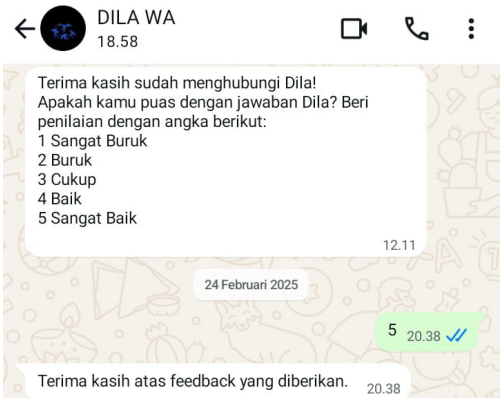 DILA WA
18.58
Terima kasih sudah menghubungi Dila!
Apakah kamu puas dengan jawaban Dila? Beri
penilaian dengan angka berikut:
1 Sangat Buruk
2 Buruk
3 Cukup
4 Baik
5 Sangat Baik
12.11
24 Februari 2025
5 20.38
Terima kasih atas feedback yang diberikan. 20.38